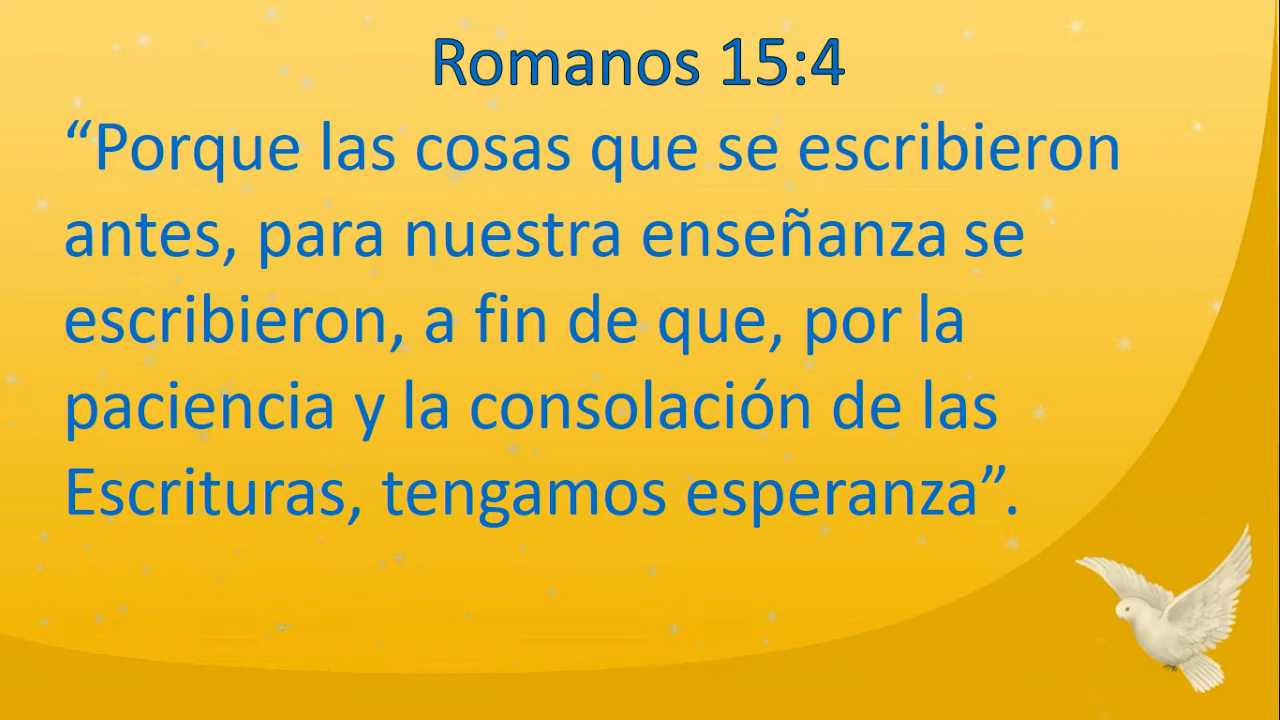 Romanos 15:4
“Porque las cosas que se escribieron
antes, para nuestra enseñanza se
escribieron, a fin de que, por la
paciencia y la consolación de las
Escrituras, tengamos esperanza”.